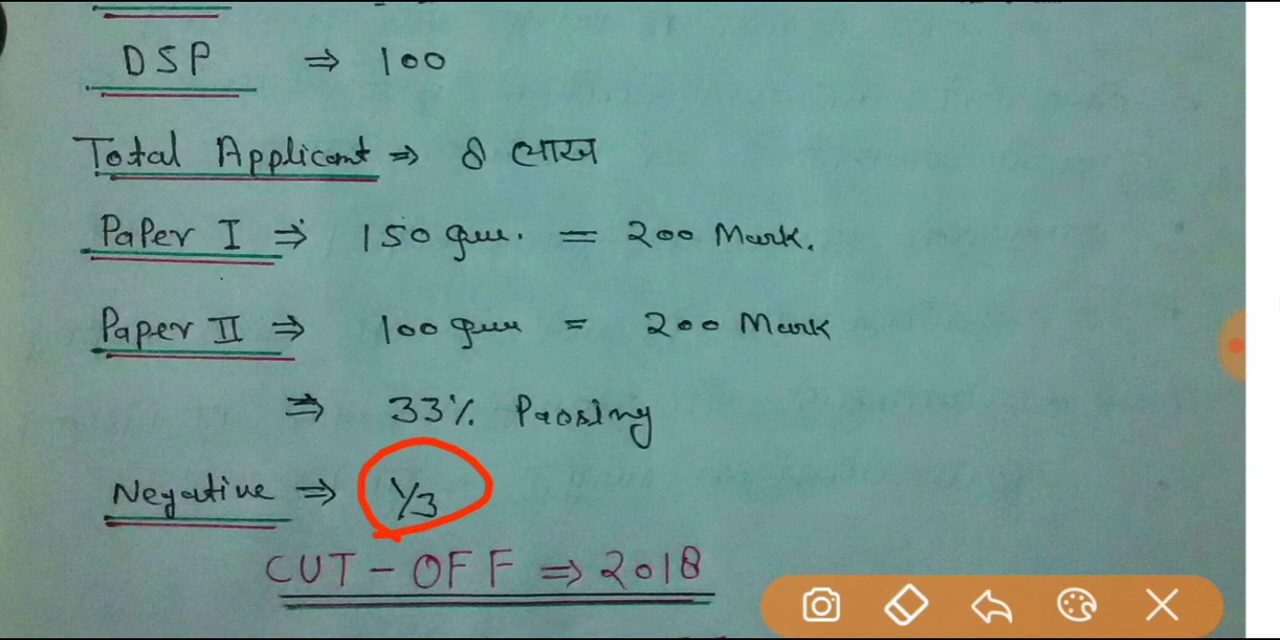 DSP ⇒ 100
Total Applicant ⇒ 8 लाख
Paper I ⇒ 150 que. = 200 Mark.
Paper II ⇒ 100 que = 200 Mark
⇒ 33% Passing
Negative ⇒ 1/3
CUT-OFF ⇒ 2018